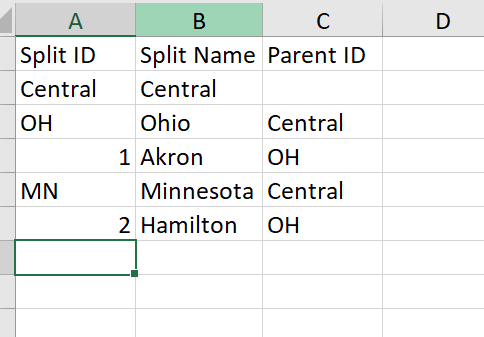 A B C D
Split ID Split Name Parent ID
Central Central
OH Ohio Central
1 Akron OH
MN Minnesota Central
2 Hamilton OH